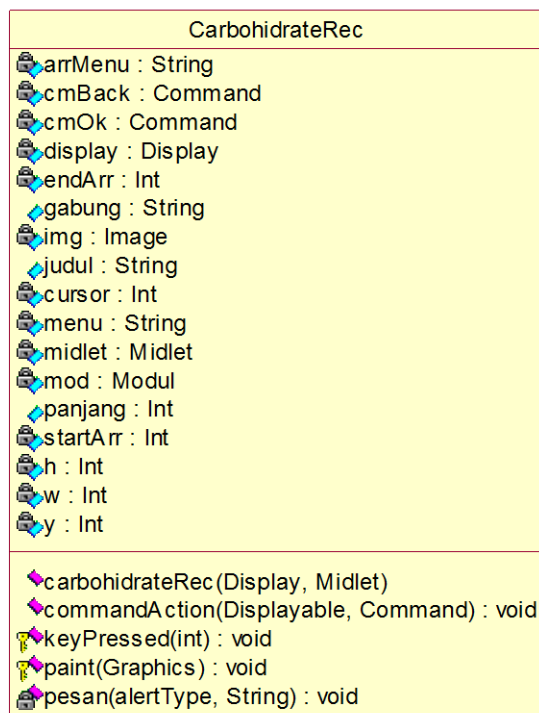 CarbohidrateRec
arrMenu : String
cmBack : Command
cmOk : Command
display : Display
endArr : Int
gabung : String
img : Image
judul : String
cursor : Int
menu : String
midlet : Midlet
mod : Modul
panjang : Int
startArr : Int
h : Int
w : Int
y : Int
carbohidrateRec(Display, Midlet)
commandAction(Displayable, Command) : void
keyPressed(int) : void
paint(Graphics) : void
pesan(alertType, String) : void